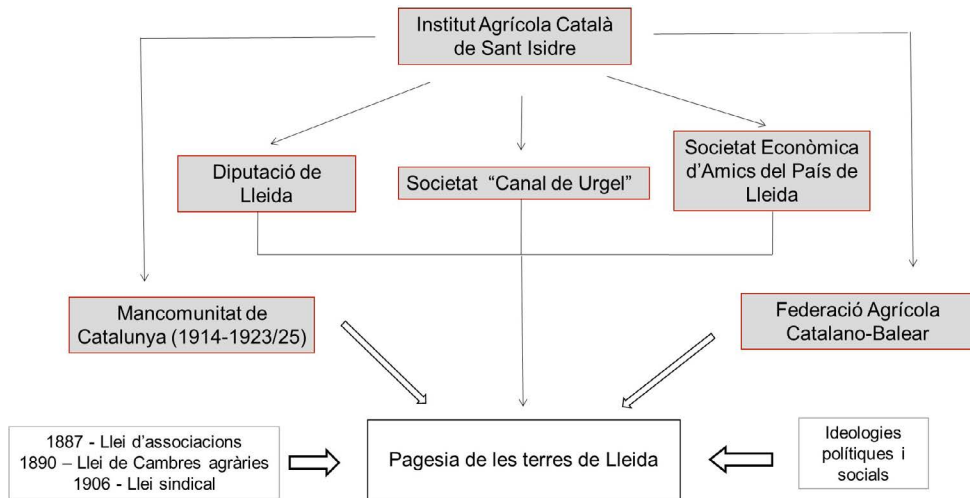 Institut Agrícola Català
de Sant Isidre
Diputació de
Lleida
Societat "Canal de Urgel"
Societat Econòmica
d'Amics del País de
Lleida
Mancomunitat de
Catalunya (1914-1923/25)
Federació Agrícola
Catalano-Balear
1887 - Llei d'associacions
1890 – Llei de Cambres agràries
1906 - Llei sindical
Pagesia de les terres de Lleida
Ideologies
polítiques i
socials